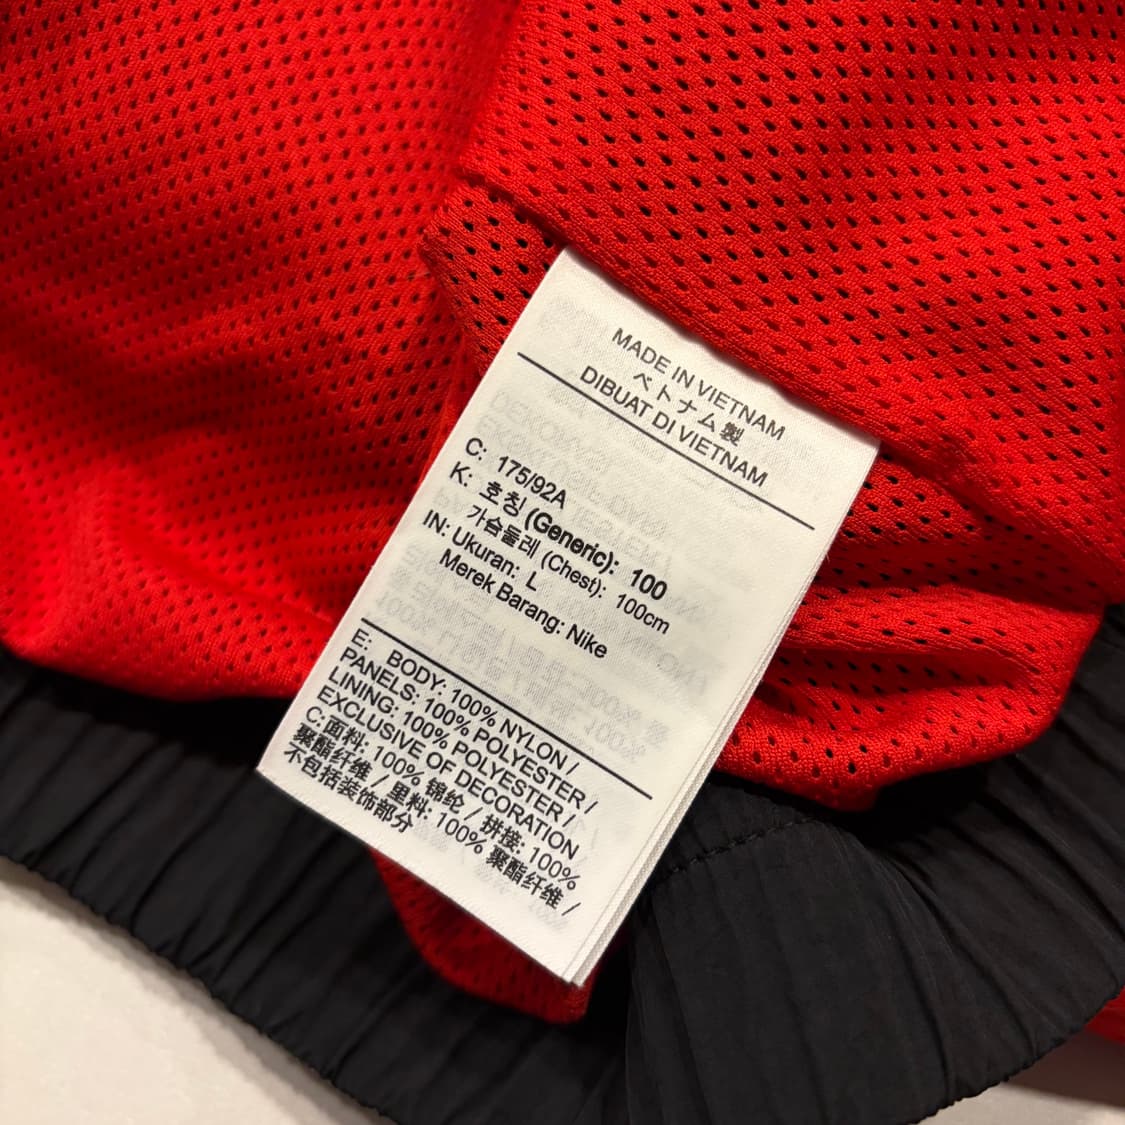 MADE IN VIETNAM
ベトナム製
DIBUAT DI VIETNAM
C: 175/92A
K: 호칭(Generic): 100
가슴둘레 (Chest): 100cm
IN: Ukuran: L
Merek Barang: Nike
E: BODY: 100% NYLON /
PANELS: 100% POLYESTER /
LINING: 100% POLYESTER /
EXCLUSIVE OF DECORATION
C: 面料: 100% 锦纶 / 拼接: 100%
聚酯纤维 / 里料: 100% 聚酯纤维 /
不包括装饰部分